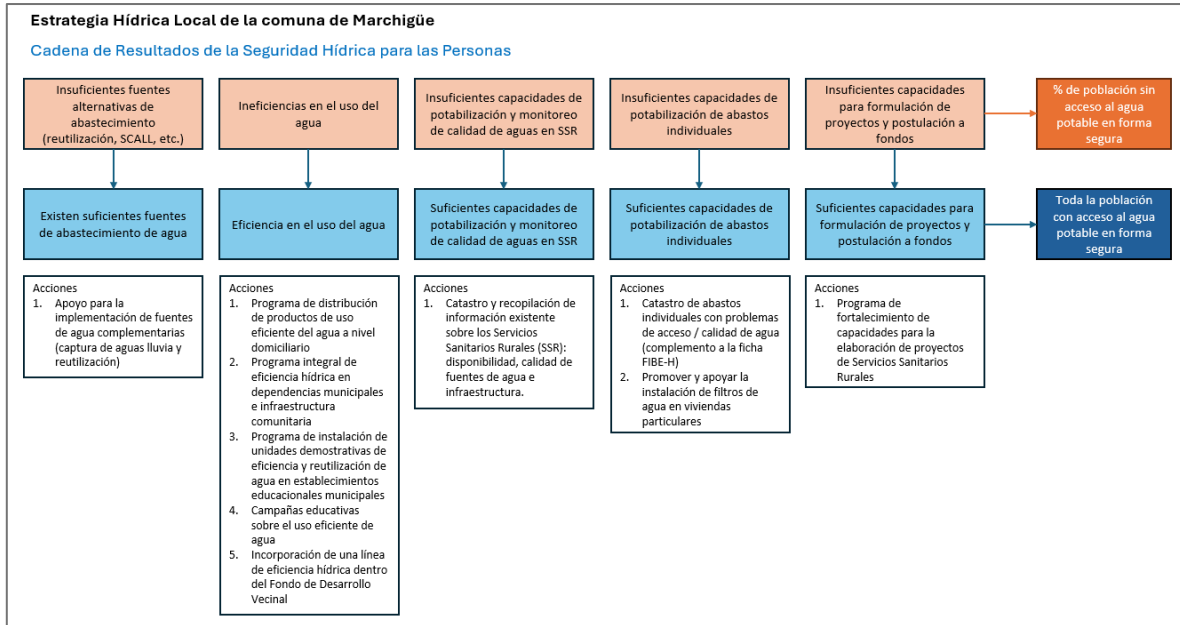 Estrategia Hídrica Local de la comuna de Marchigüe
Cadena de Resultados de la Seguridad Hídrica para las Personas
Insuficientes fuentes
alternativas de
abastecimiento
(reutilización, SCALL, etc.)
Ineficiencias en el uso del
agua
Insuficientes capacidades de
potabilización y monitoreo
de calidad de aguas en SSR
Insuficientes capacidades de
potabilización de abastos
individuales
Insuficientes capacidades
para formulación de
proyectos y postulación a
fondos
% de población sin
acceso al agua
potable en forma
segura
Existen suficientes fuentes
de abastecimiento de agua
Eficiencia en el uso del agua
Suficientes capacidades de
potabilización y monitoreo
de calidad de aguas en SSR
Suficientes capacidades de
potabilización de abastos
individuales
Suficientes capacidades para
formulación de proyectos y
postulación a fondos
Toda la población
con acceso al agua
potable en forma
segura
Acciones
1. Apoyo para la
implementación de fuentes
de agua complementarias
(captura de aguas lluvia y
reutilización)
Acciones
1. Programa de distribución
de productos de uso
eficiente del agua a nivel
domiciliario
2. Programa integral de
eficiencia hídrica en
dependencias municipales
e infraestructura
comunitaria
3. Programa de instalación de
unidades demostrativas de
eficiencia y reutilización de
agua en establecimientos
educacionales municipales
4. Campañas educativas
sobre el uso eficiente de
agua
5. Incorporación de una línea
de eficiencia hídrica dentro
del Fondo de Desarrollo
Vecinal
Acciones
1. Catastro y recopilación de
información existente
sobre los Servicios
Sanitarios Rurales (SSR):
disponibilidad, calidad de
fuentes de agua e
infraestructura.
Acciones
1. Catastro de abastos
individuales con problemas
de acceso / calidad de agua
(complemento a la ficha
FIBE-H)
2. Promover y apoyar la
instalación de filtros de
agua en viviendas
particulares
Acciones
1. Programa de
fortalecimiento de
capacidades para la
elaboración de proyectos
de Servicios Sanitarios
Rurales